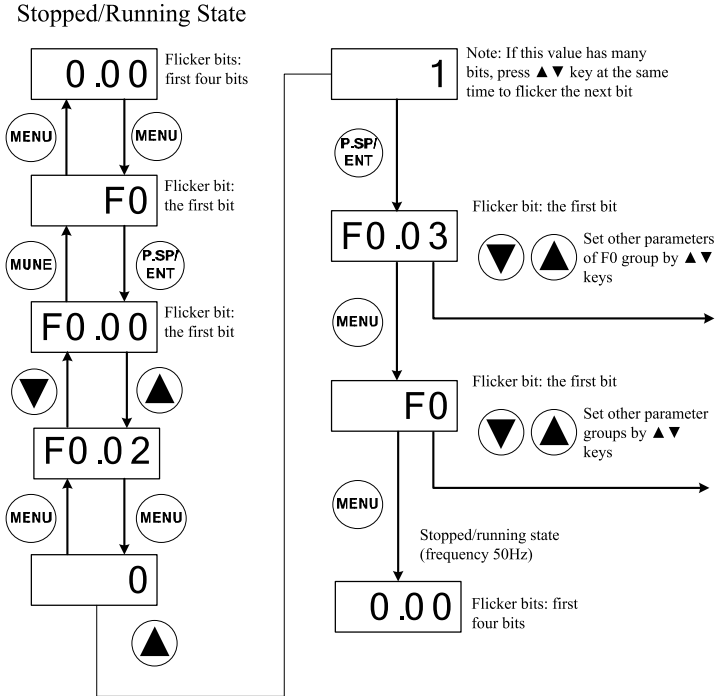 Stopped/Running State
0.00
Flicker bits:
first four bits
MENU
MENU
F0
Flicker bit:
the first bit
MUNE
P.SP/
ENT
F0.00
Flicker bit:
the first bit
▼
▲
F0.02
MENU
MENU
0
▲
1
Note: If this value has many
bits, press ▲ ▼ key at the same
time to flicker the next bit
P.SP/
ENT
F0.03
Flicker bit: the first bit
▼ ▲
Set other parameters
of F0 group by ▲ ▼
keys
MENU
F0
Flicker bit: the first bit
▼ ▲
Set other parameter
groups by ▲ ▼
keys
MENU
Stopped/running state
(frequency 50Hz)
0.00
Flicker bits: first
four bits